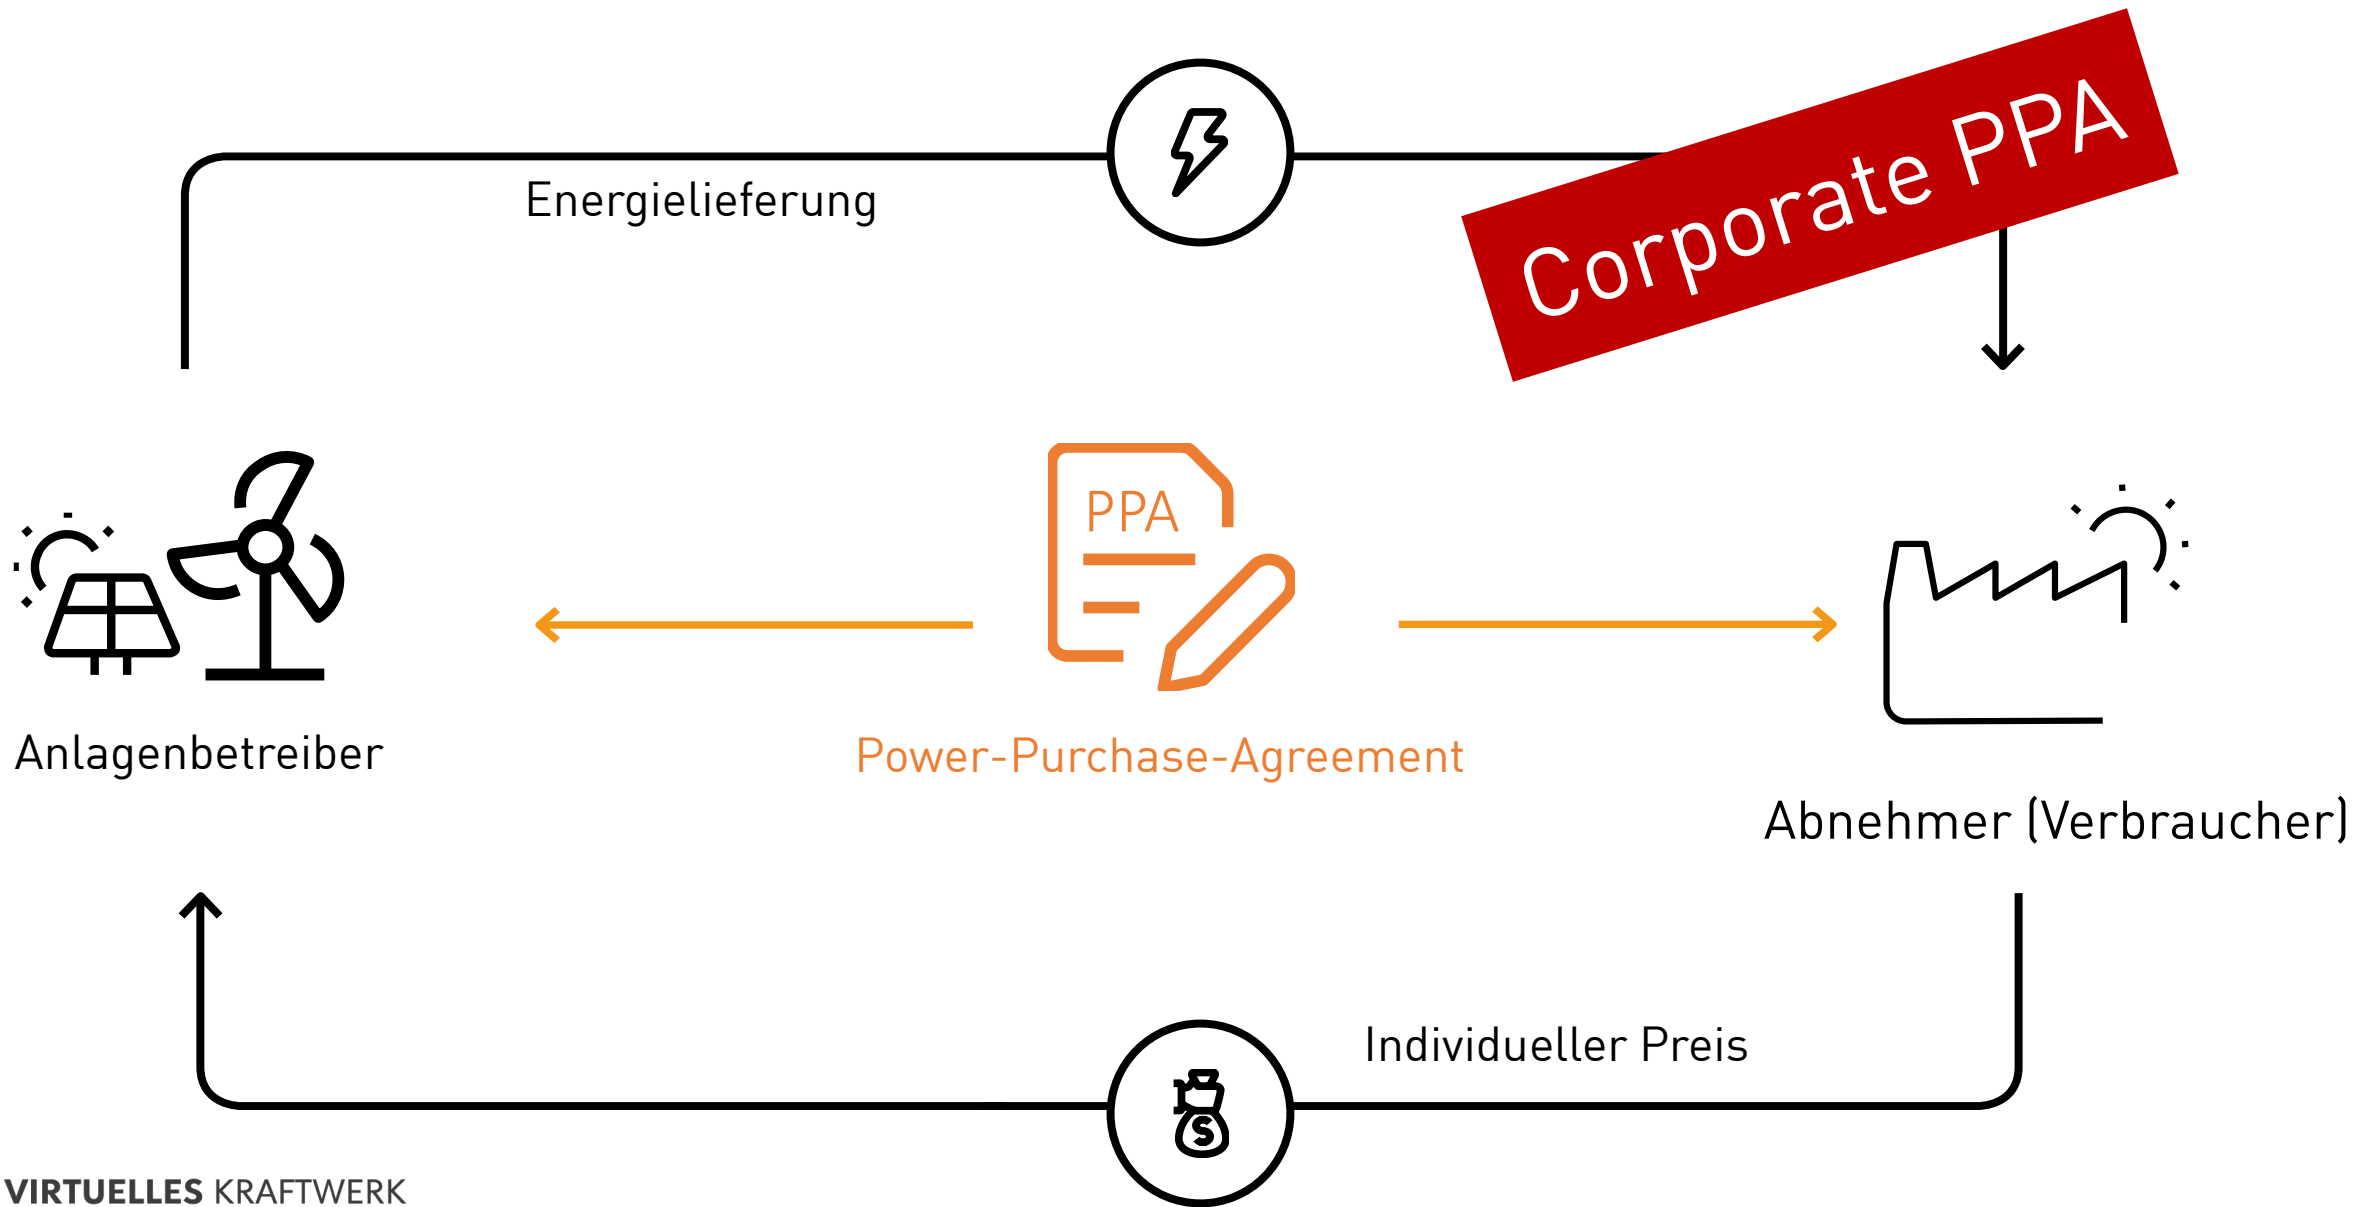 Corporate PPA
Energielieferung
PPA
Anlagenbetreiber
Power-Purchase-Agreement
Abnehmer (Verbraucher)
Individueller Preis
$
VIRTUELLES KRAFTWERK